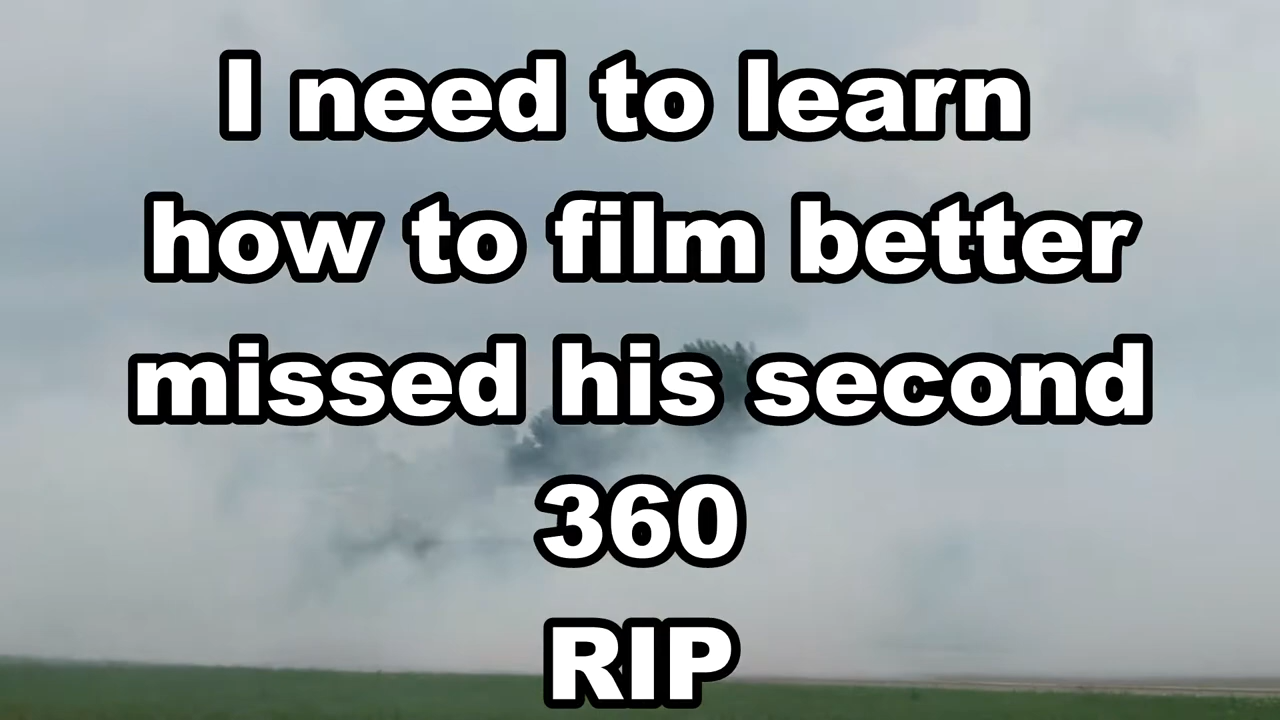 I need to learn
how to film better
missed his second
360
RIP